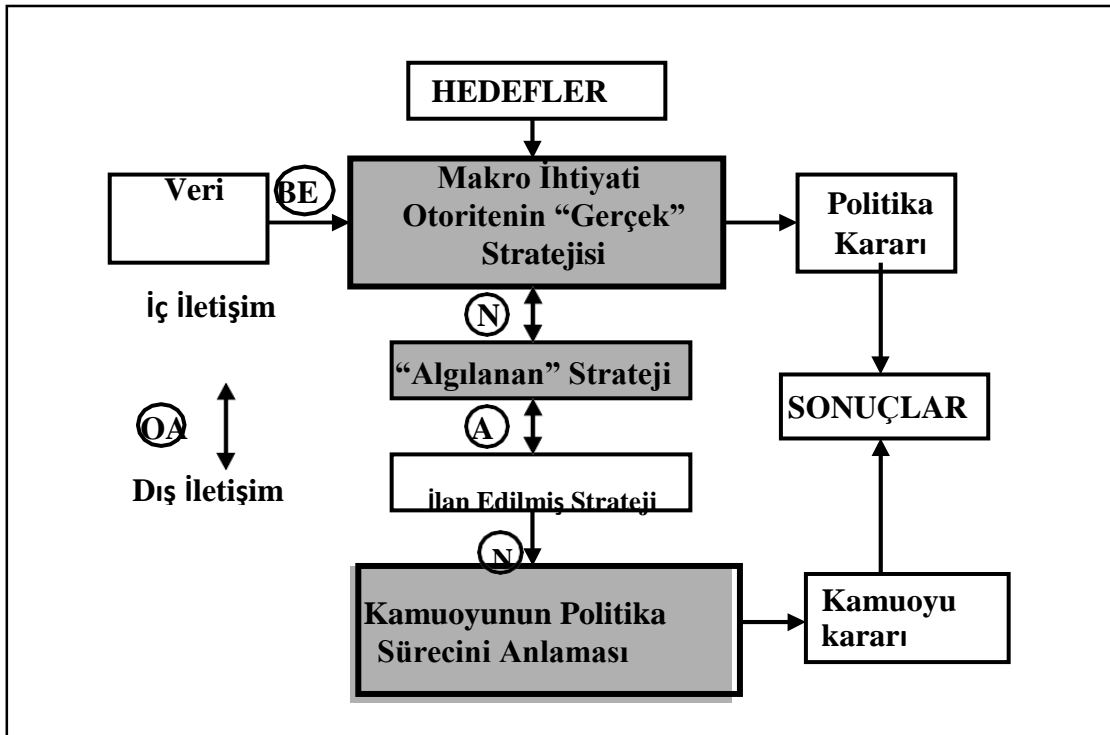 HEDEFLER
Veri
BE
Makro İhtiyati
Otoritenin “Gerçek”
Stratejisi
Politika
Kararı
İç İletişim
N
“Algılanan” Strateji
SONUÇLAR
OA
A
Dış İletişim
İlan Edilmiş Strateji
N
Kamuoyunun Politika
Sürecini Anlaması
Kamuoyu
kararı